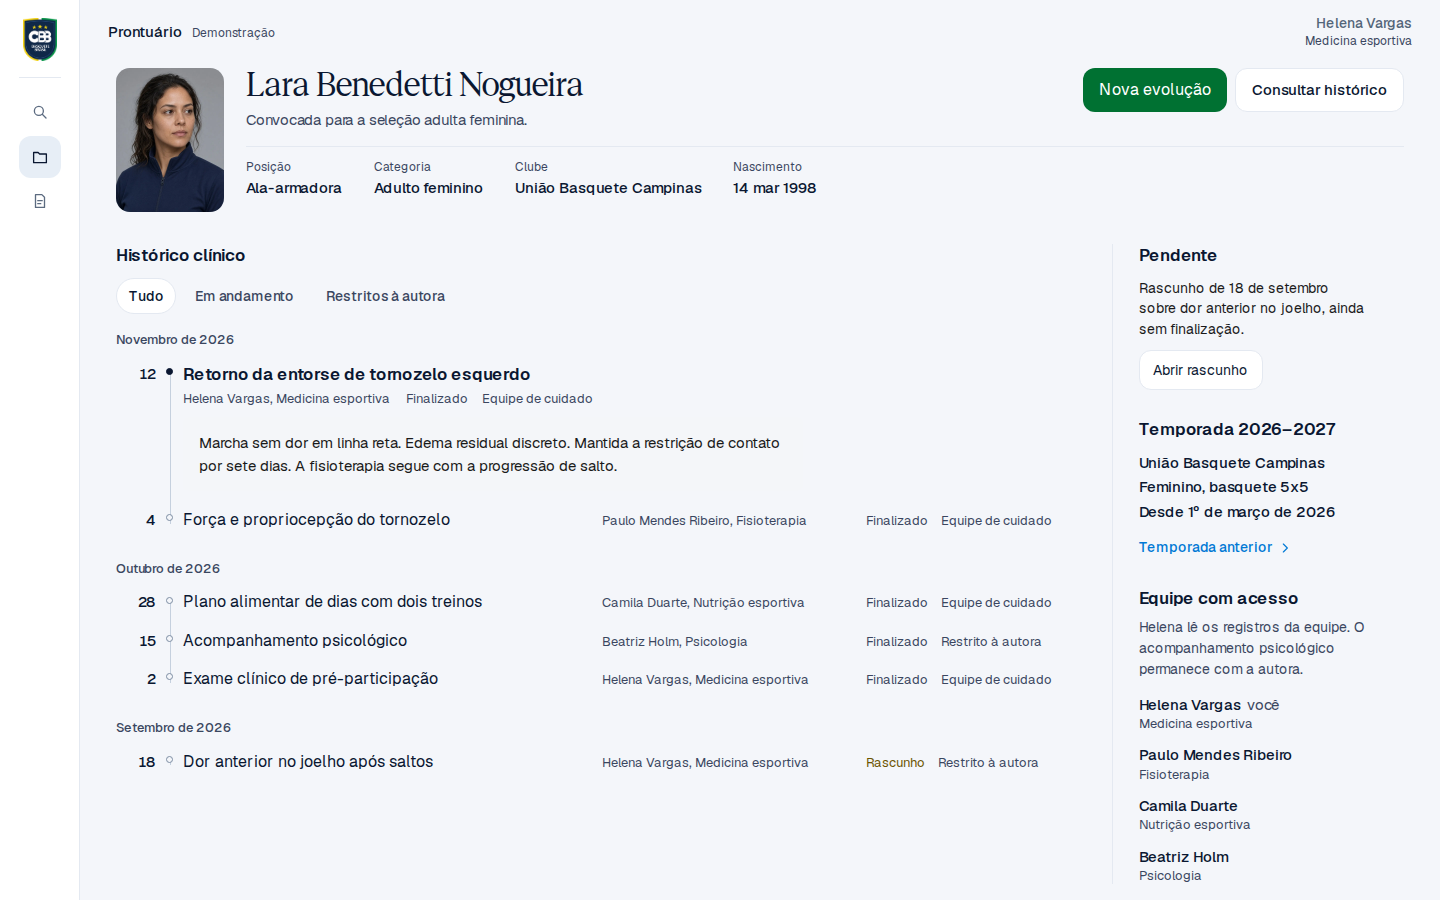 CBB
Prontuário Demonstração
Helena Vargas
Medicina esportiva
Lara Benedetti Nogueira
Convocada para a seleção adulta feminina.
Nova evolução
Consultar histórico
Posição
Ala-armadora
Categoria
Adulto feminino
Clube
União Basquete Campinas
Nascimento
14 mar 1998
Histórico clínico
Tudo Em andamento Restritos à autora
Novembro de 2026
12 Retorno da entorse de tornozelo esquerdo
Helena Vargas, Medicina esportiva Finalizado Equipe de cuidado
Marcha sem dor em linha reta. Edema residual discreto. Mantida a restrição de contato
por sete dias. A fisioterapia segue com a progressão de salto.
4 Força e propriocepção do tornozelo Paulo Mendes Ribeiro, Fisioterapia Finalizado Equipe de cuidado
Outubro de 2026
28 Plano alimentar de dias com dois treinos Camila Duarte, Nutrição esportiva Finalizado Equipe de cuidado
15 Acompanhamento psicológico Beatriz Holm, Psicologia Finalizado Restrito à autora
2 Exame clínico de pré-participação Helena Vargas, Medicina esportiva Finalizado Equipe de cuidado
Setembro de 2026
18 Dor anterior no joelho após saltos Helena Vargas, Medicina esportiva Rascunho Restrito à autora
Pendente
Rascunho de 18 de setembro
sobre dor anterior no joelho, ainda
sem finalização.
Abrir rascunho
Temporada 2026–2027
União Basquete Campinas
Feminino, basquete 5x5
Desde 1º de março de 2026
Temporada anterior
Equipe com acesso
Helena lê os registros da equipe. O
acompanhamento psicológico
permanece com a autora.
Helena Vargas você
Medicina esportiva
Paulo Mendes Ribeiro
Fisioterapia
Camila Duarte
Nutrição esportiva
Beatriz Holm
Psicologia